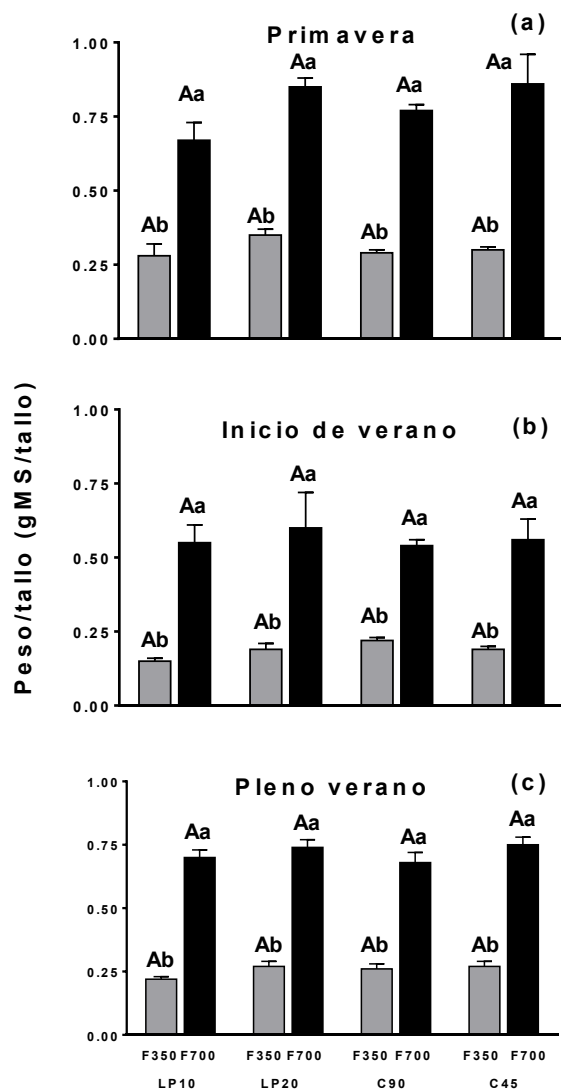 (a)
Primavera
1.00
0.75
0.50
0.25
0.00
Ab Aa Ab Aa Ab Aa Ab Aa
Peso/tallo (gMS/tallo)
Inicio de verano (b)
1.00
0.75
0.50
0.25
0.00
Ab Aa Ab Aa Ab Aa Ab Aa
Pleno verano (c)
1.00
0.75
0.50
0.25
0.00
Ab Aa Ab Aa Ab Aa Ab Aa
F350 F700 F350 F700 F350 F700 F350 F700
LP10 LP20 C90 C45